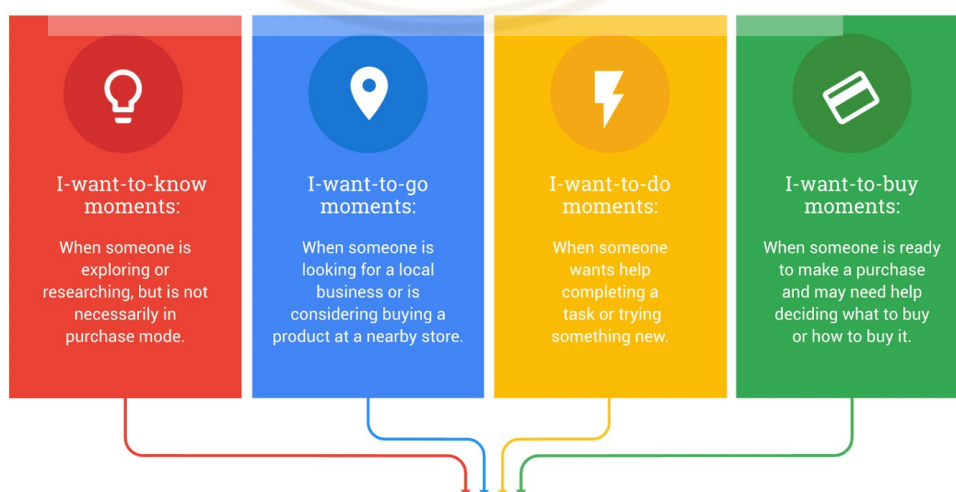 I-want-to-know
moments:
When someone is
exploring or
researching, but is not
necessarily in
purchase mode.
I-want-to-go
moments:
When someone is
looking for a local
business or is
considering buying a
product at a nearby store.
I-want-to-do
moments:
When someone
wants help
completing a
task or trying
something new.
I-want-to-buy
moments:
When someone is ready
to make a purchase
and may need help
deciding what to buy
or how to buy it.